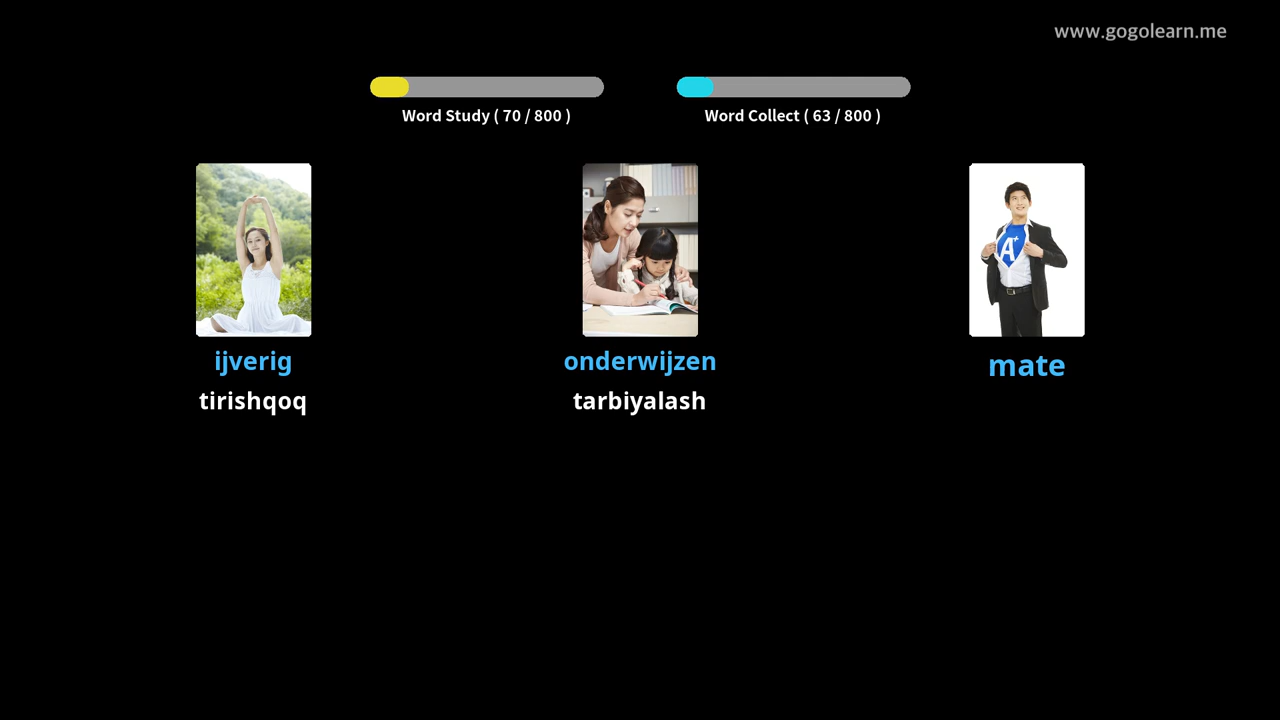 www.gogolearn.me
Word Study ( 70 / 800 )
Word Collect ( 63 / 800 )
A+
ijverig
onderwijzen
mate
tirishqoq
tarbiyalash